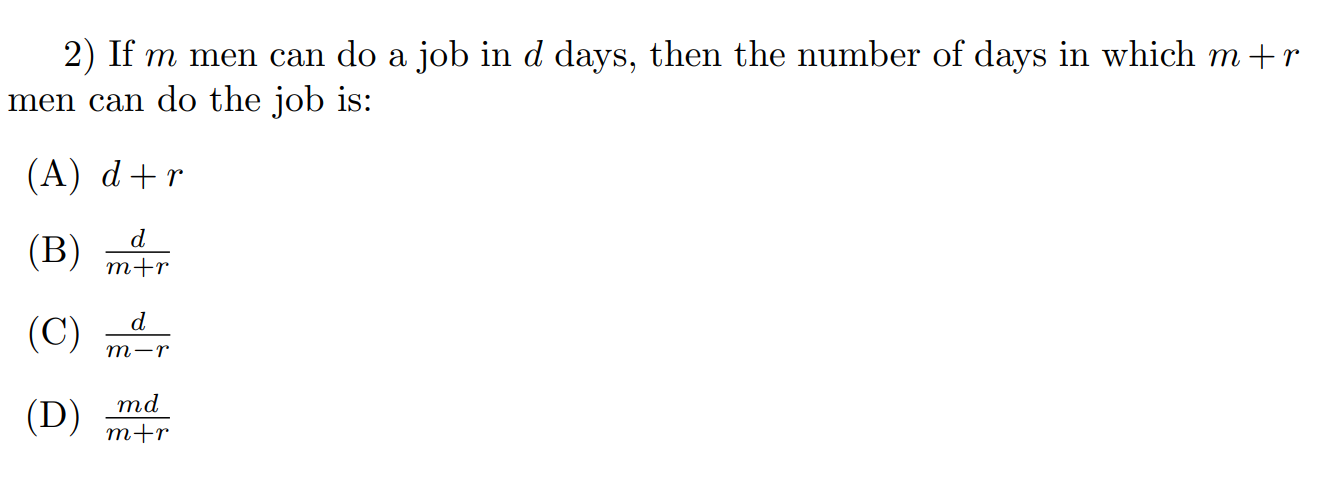 2) If m men can do a job in d days, then the number of days in which m + r
men can do the job is:
(A) d + r
(B) \frac{d}{m+r}
(C) \frac{d}{m-r}
(D) \frac{md}{m+r}